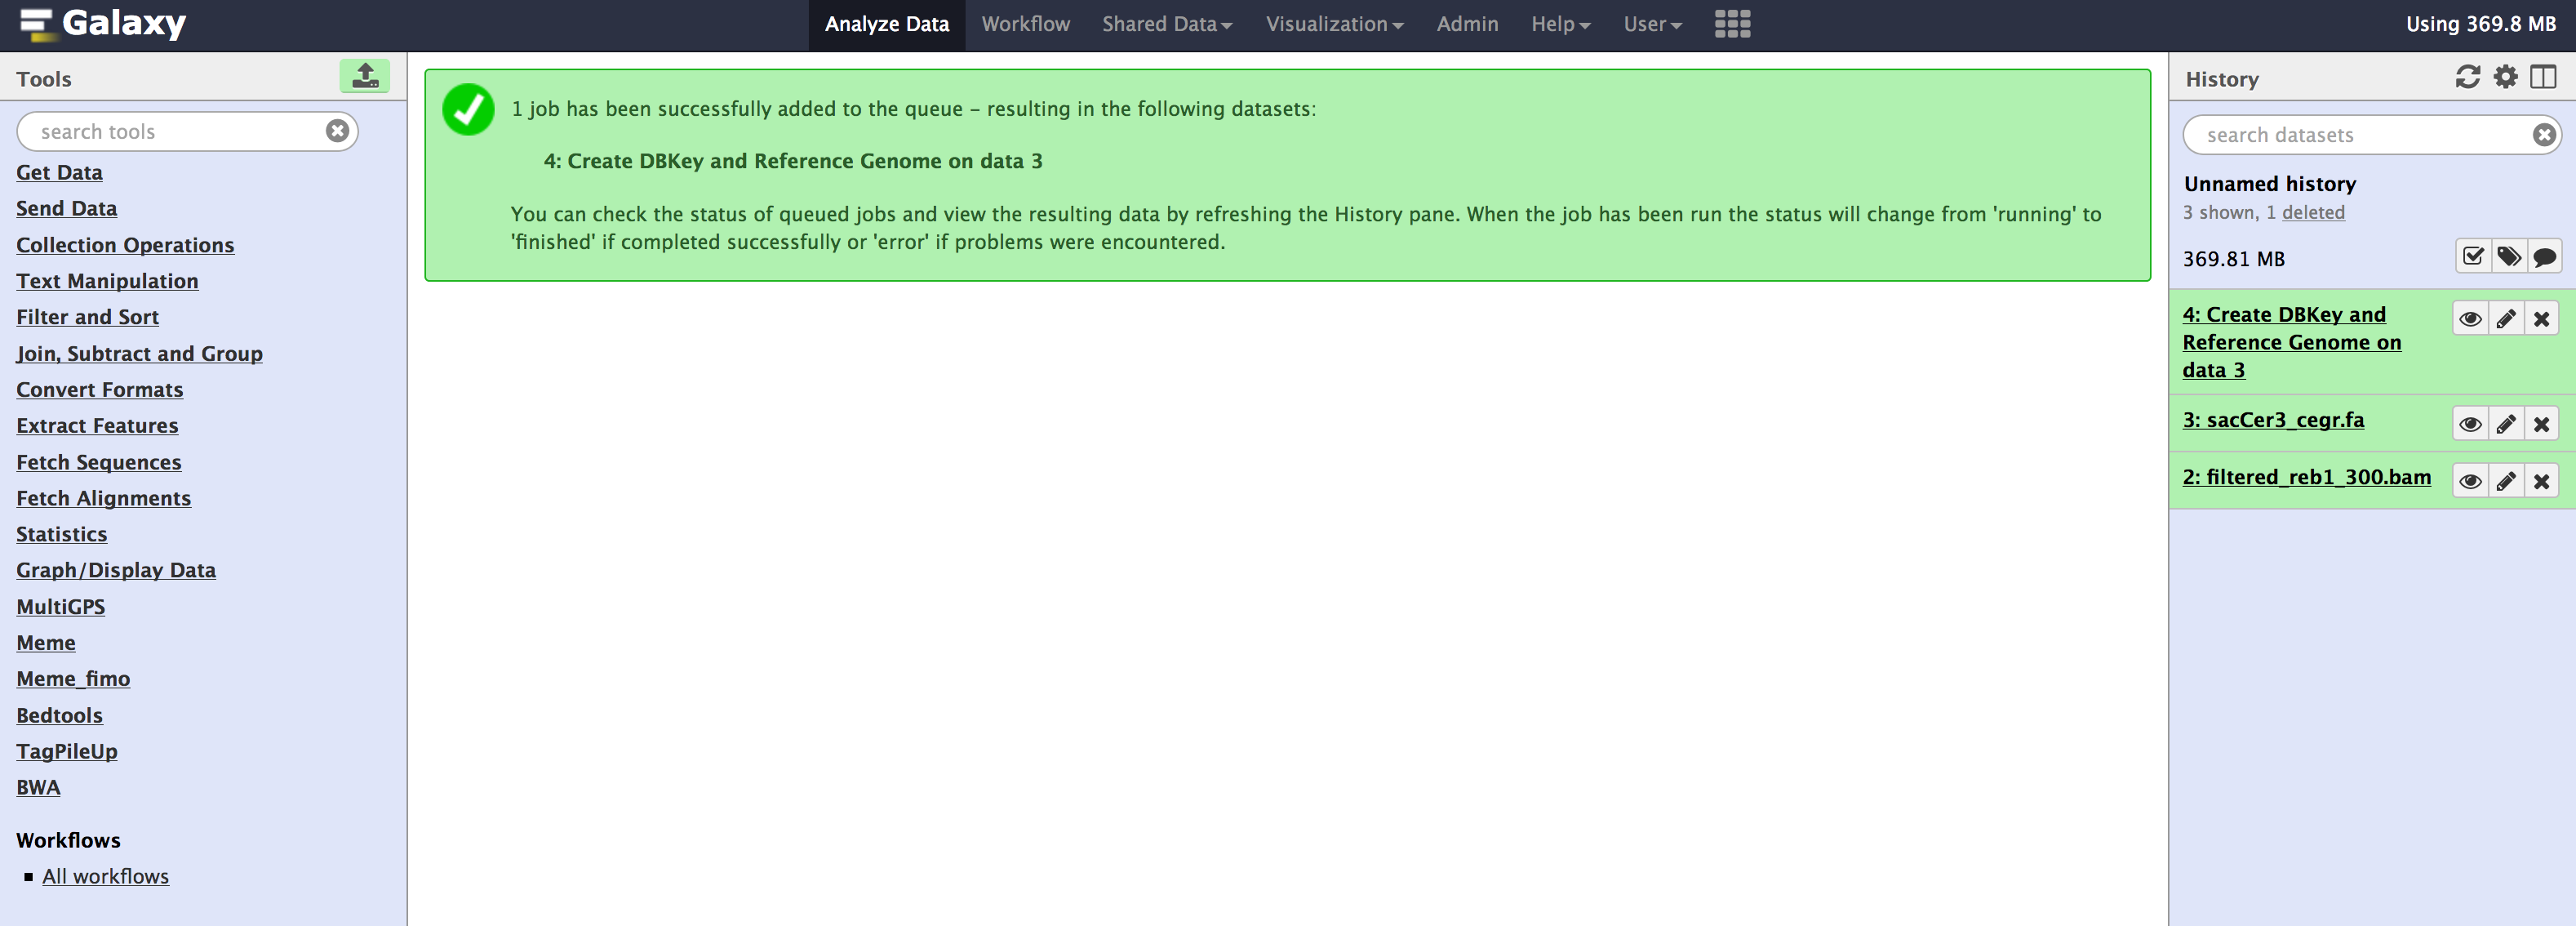 Galaxy
Analyze Data Workflow Shared Data Visualization Admin Help User
Using 369.8 MB
Tools
search tools
Get Data
Send Data
Collection Operations
Text Manipulation
Filter and Sort
Join, Subtract and Group
Convert Formats
Extract Features
Fetch Sequences
Fetch Alignments
Statistics
Graph/Display Data
MultiGPS
Meme
Meme_fimo
Bedtools
TagPileUp
BWA
Workflows
All workflows
1 job has been successfully added to the queue – resulting in the following datasets:
4: Create DBKey and Reference Genome on data 3
You can check the status of queued jobs and view the resulting data by refreshing the History pane. When the job has been run the status will change from 'running' to
'finished' if completed successfully or 'error' if problems were encountered.
History
search datasets
Unnamed history
3 shown, 1 deleted
369.81 MB
4: Create DBKey and
Reference Genome on
data 3
3: sacCer3_cegr.fa
2: filtered_reb1_300.bam